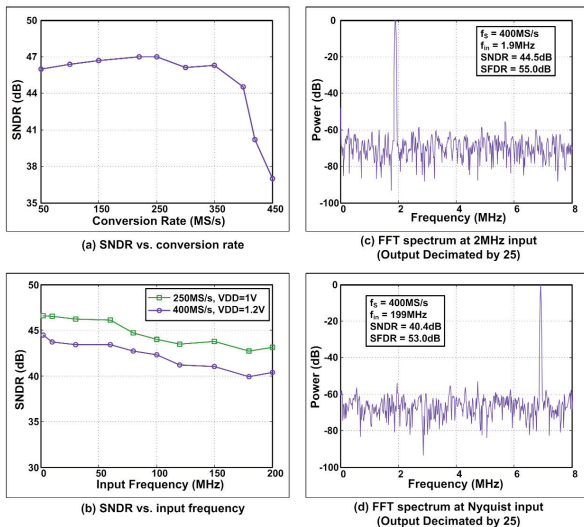 47
43
39
35
SNDR (dB)
50
150
250
350
450
Conversion Rate (MS/s)
(a) SNDR vs. conversion rate
0
-20
-40
-60
-80
-100
Power (dB)
fS = 400MS/s
fin = 1.9MHz
SNDR = 44.5dB
SFDR = 55.0dB
0
2
4
6
8
Frequency (MHz)
(c) FFT spectrum at 2MHz input
(Output Decimated by 25)
50
45
40
35
30
SNDR (dB)
250MS/s, VDD=1V
400MS/s, VDD=1.2V
0
50
100
150
200
Input Frequency (MHz)
(b) SNDR vs. input frequency
0
-20
-40
-60
-80
-100
Power (dB)
fS = 400MS/s
fin = 199MHz
SNDR = 40.4dB
SFDR = 53.0dB
0
2
4
6
8
Frequency (MHz)
(d) FFT spectrum at Nyquist input
(Output Decimated by 25)